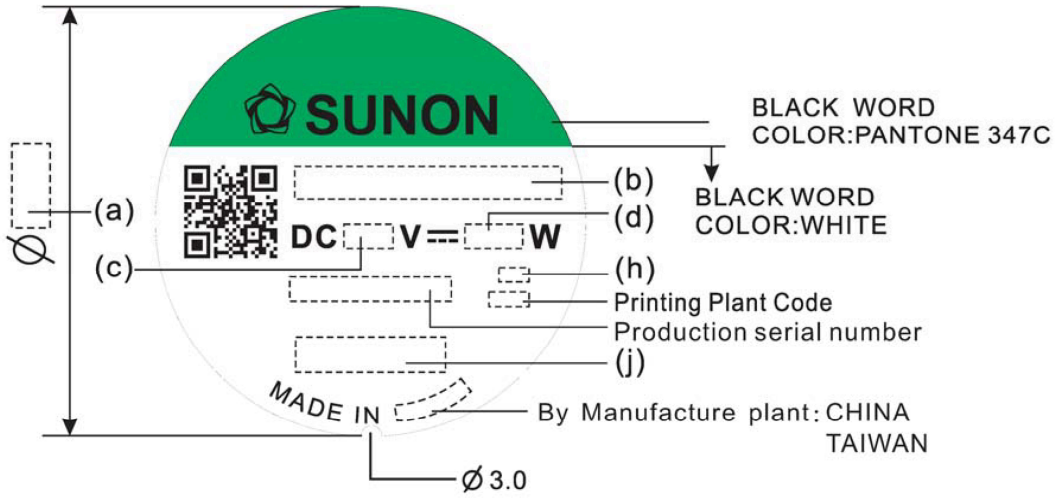 SUNON
BLACK WORD
COLOR:PANTONE 347C
(b)
BLACK WORD
COLOR:WHITE
(a)
(d)
DC V W
(c)
(h)
Printing Plant Code
Production serial number
(j)
MADE IN
By Manufacture plant: CHINA
TAIWAN
Ø
Ø 3.0